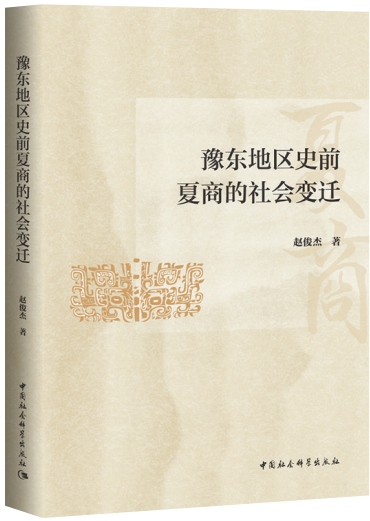 豫东地区史前
夏商的社会变迁
赵俊杰 著
中国社会科学出版社
夏商
豫东地区史前夏商的社会变迁
赵俊杰 著
中国社会科学出版社